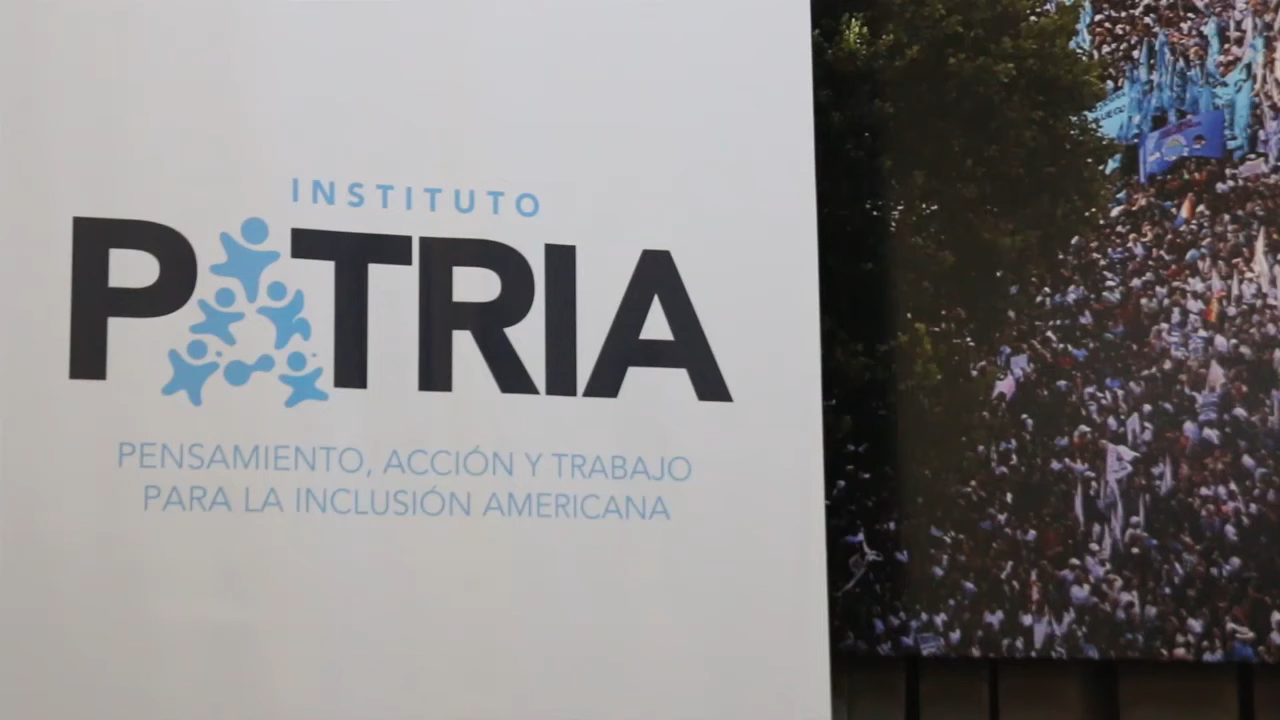 INSTITUTO
PATRIA
PENSAMIENTO, ACCIÓN Y TRABAJO
PARA LA INCLUSIÓN AMERICANA